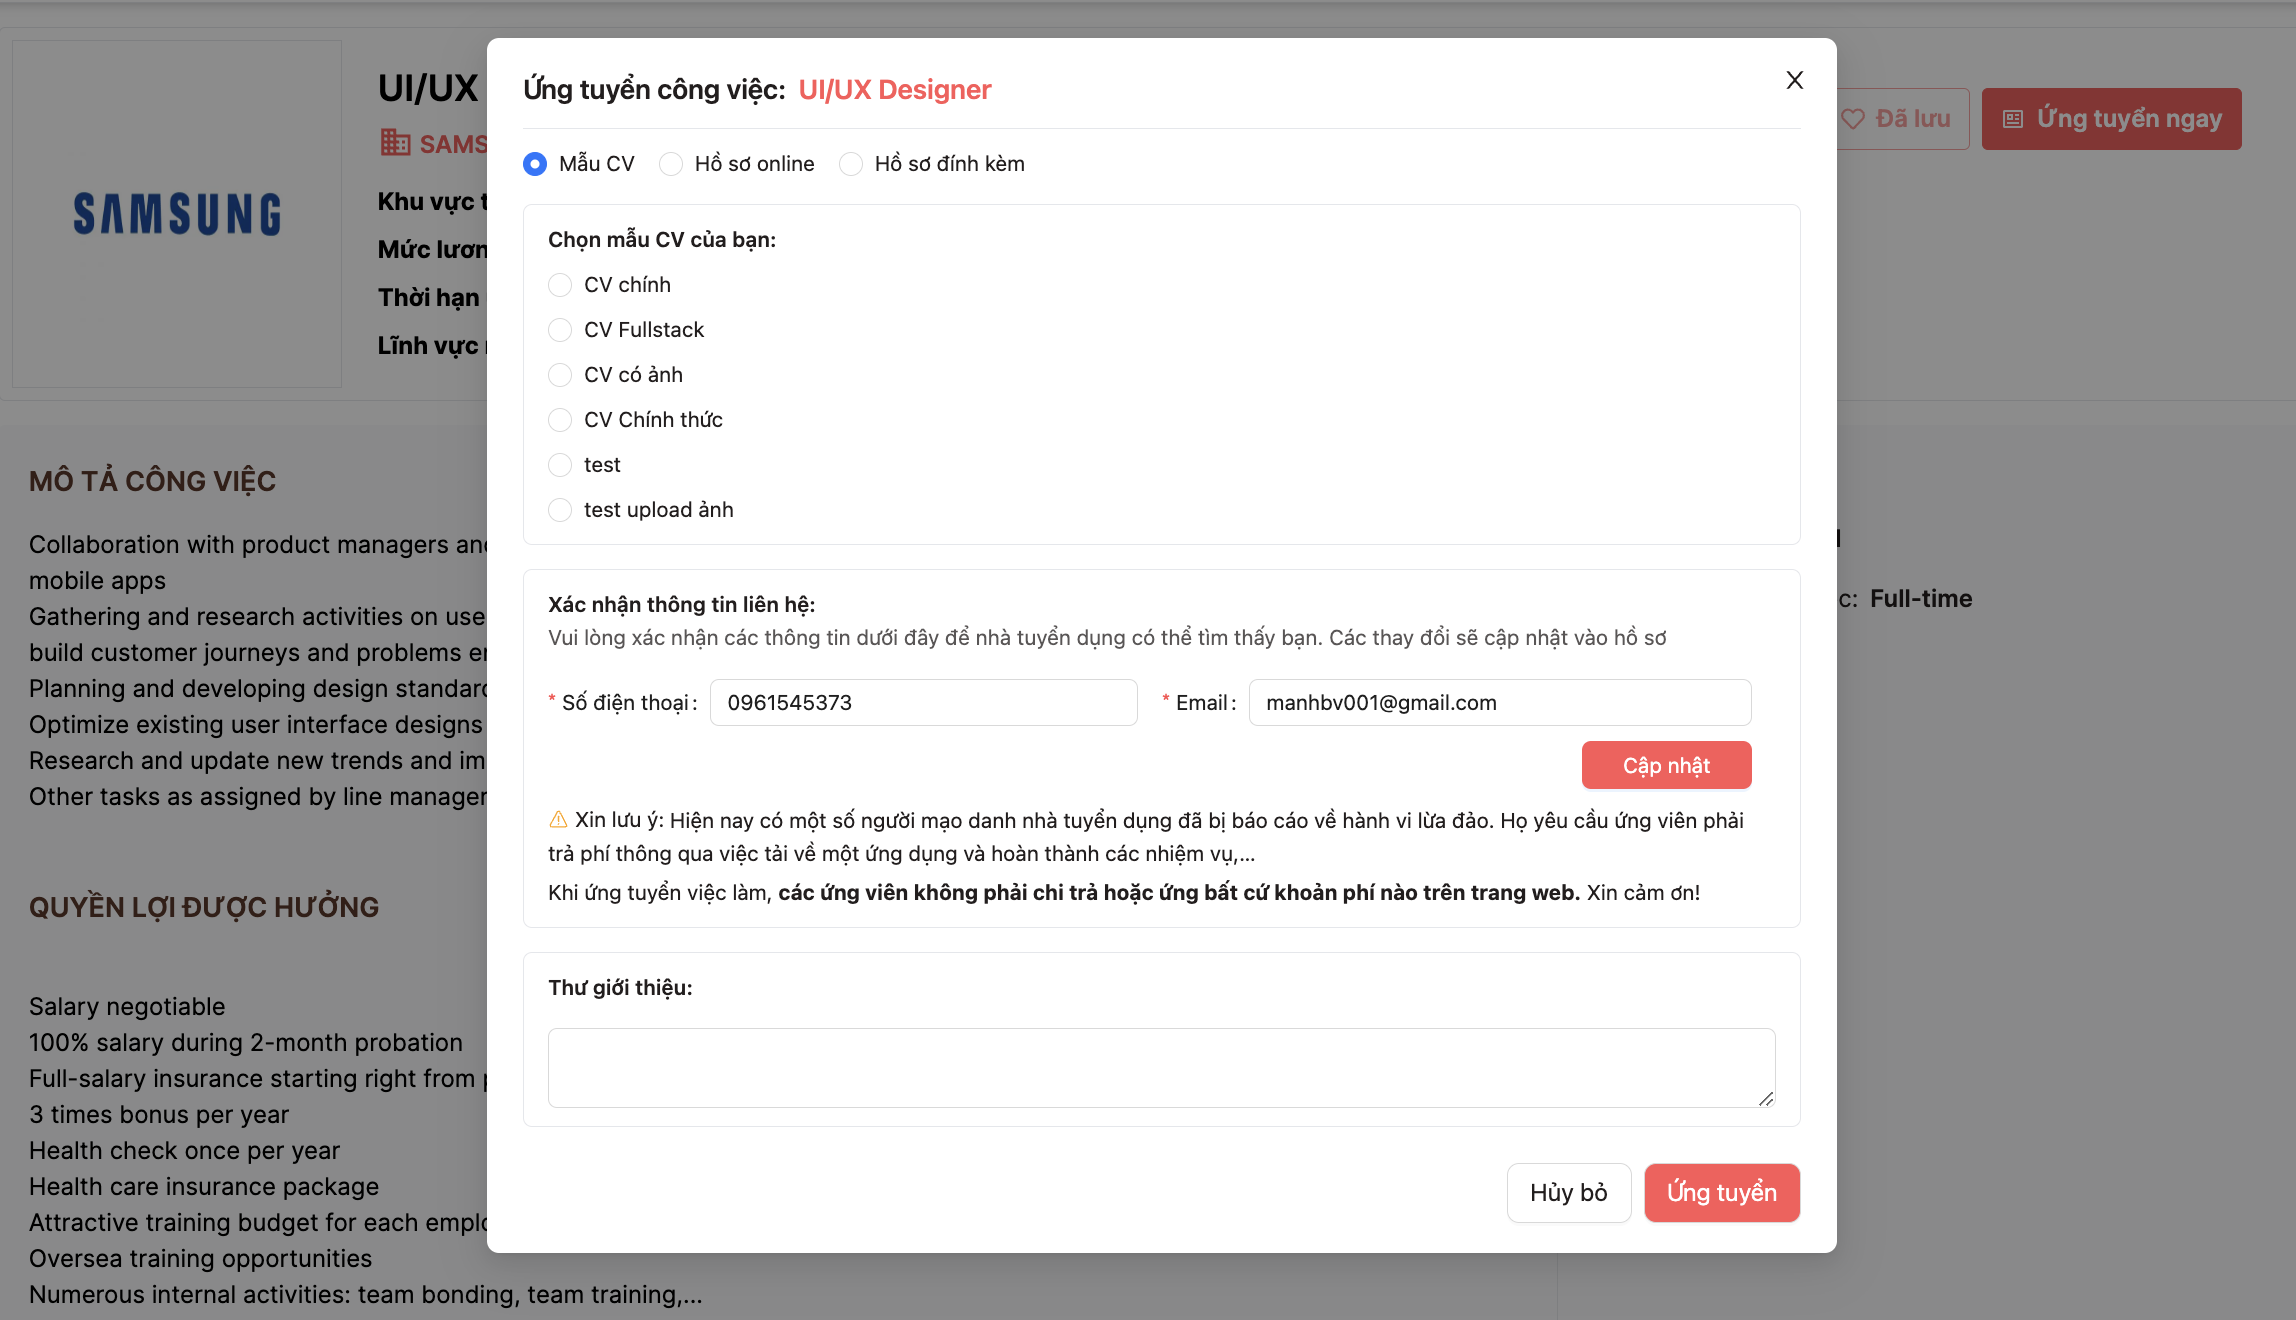 SAMSUNG
UI/UX
SAMS
Khu vực
Mức lươn
Thời hạn
Lĩnh vực
Đã lưu
Ứng tuyển ngay
Ứng tuyển công việc: UI/UX Designer
X
Mẫu CV
Hồ sơ online
Hồ sơ đính kèm
Chọn mẫu CV của bạn:
CV chính
CV Fullstack
CV có ảnh
CV Chính thức
test
test upload ảnh
Xác nhận thông tin liên hệ:
Vui lòng xác nhận các thông tin dưới đây để nhà tuyển dụng có thể tìm thấy bạn. Các thay đổi sẽ cập nhật vào hồ sơ
* Số điện thoại: 0961545373
* Email: manhbv001@gmail.com
Cập nhật
Xin lưu ý: Hiện nay có một số người mạo danh nhà tuyển dụng đã bị báo cáo về hành vi lừa đảo. Họ yêu cầu ứng viên phải
trả phí thông qua việc tải về một ứng dụng và hoàn thành các nhiệm vụ,...
Khi ứng tuyển việc làm, các ứng viên không phải chi trả hoặc ứng bất cứ khoản phí nào trên trang web. Xin cảm ơn!
Thư giới thiệu:
Hủy bỏ
Ứng tuyển
MÔ TẢ CÔNG VIỆC
Collaboration with product managers and
mobile apps
Gathering and research activities on use
build customer journeys and problems
Planning and developing design standard
Optimize existing user interface designs
Research and update new trends and im
Other tasks as assigned by line manager
QUYỀN LỢI ĐƯỢC HƯỞNG
Salary negotiable
100% salary during 2-month probation
Full-salary insurance starting right from
3 times bonus per year
Health check once per year
Health care insurance package
Attractive training budget for each emplo
Oversea training opportunities
Numerous internal activities: team bonding, team training,...
c: Full-time